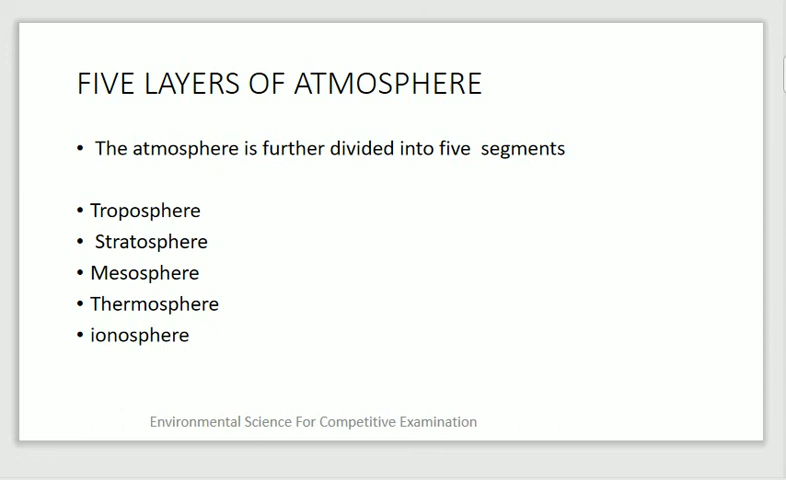 FIVE LAYERS OF ATMOSPHERE
• The atmosphere is further divided into five segments
• Troposphere
• Stratosphere
• Mesosphere
• Thermosphere
• ionosphere
Environmental Science For Competitive Examination